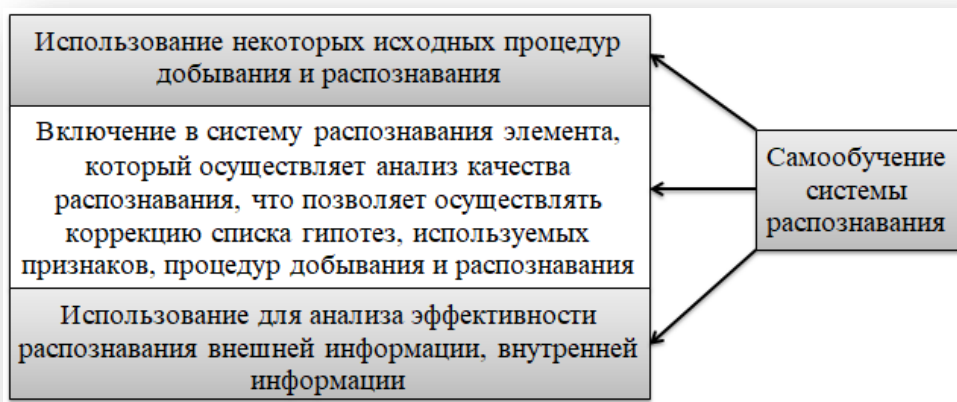 Использование некоторых исходных процедур
добывания и распознавания
Включение в систему распознавания элемента,
который осуществляет анализ качества
распознавания, что позволяет осуществлять
коррекцию списка гипотез, используемых
признаков, процедур добывания и распознавания
Использование для анализа эффективности
распознавания внешней информации, внутренней
информации
Самообучение
системы
распознавания